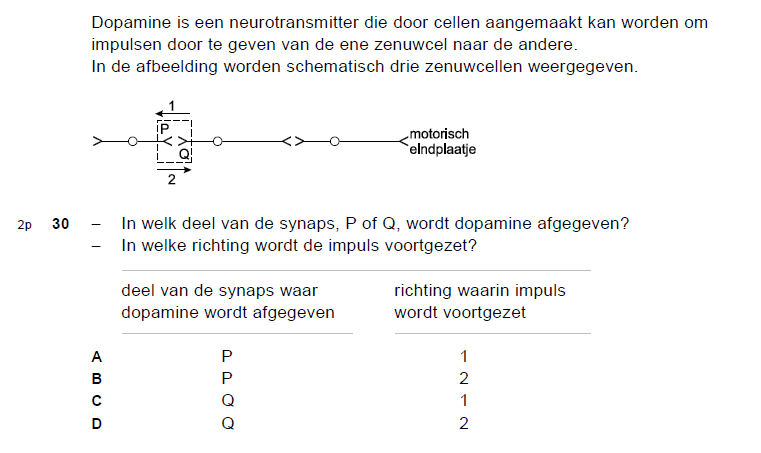 Dopamine is een neurotransmitter die door cellen aangemaakt kan worden om
impulsen door te geven van de ene zenuwcel naar de andere.
In de afbeelding worden schematisch drie zenuwcellen weergegeven.
1
P
Q
2
motorisch
eindplaatje
2p 30 – In welk deel van de synaps, P of Q, wordt dopamine afgegeven?
– In welke richting wordt de impuls voortgezet?
deel van de synaps waar richting waarin impuls
dopamine wordt afgegeven wordt voortgezet
A P 1
B P 2
C Q 1
D Q 2